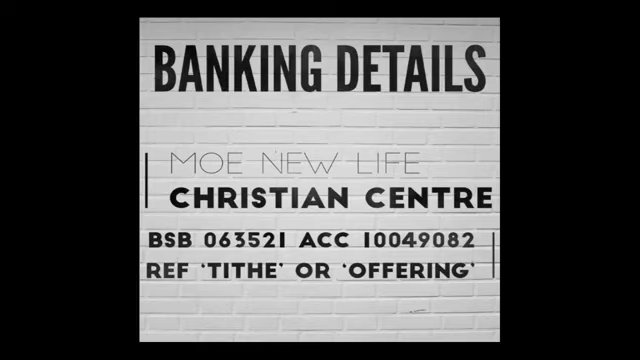 BANKING DETAILS
MOE NEW LIFE
CHRISTIAN CENTRE
BSB 063521 ACC 10049082
REF 'TITHE' OR 'OFFERING'